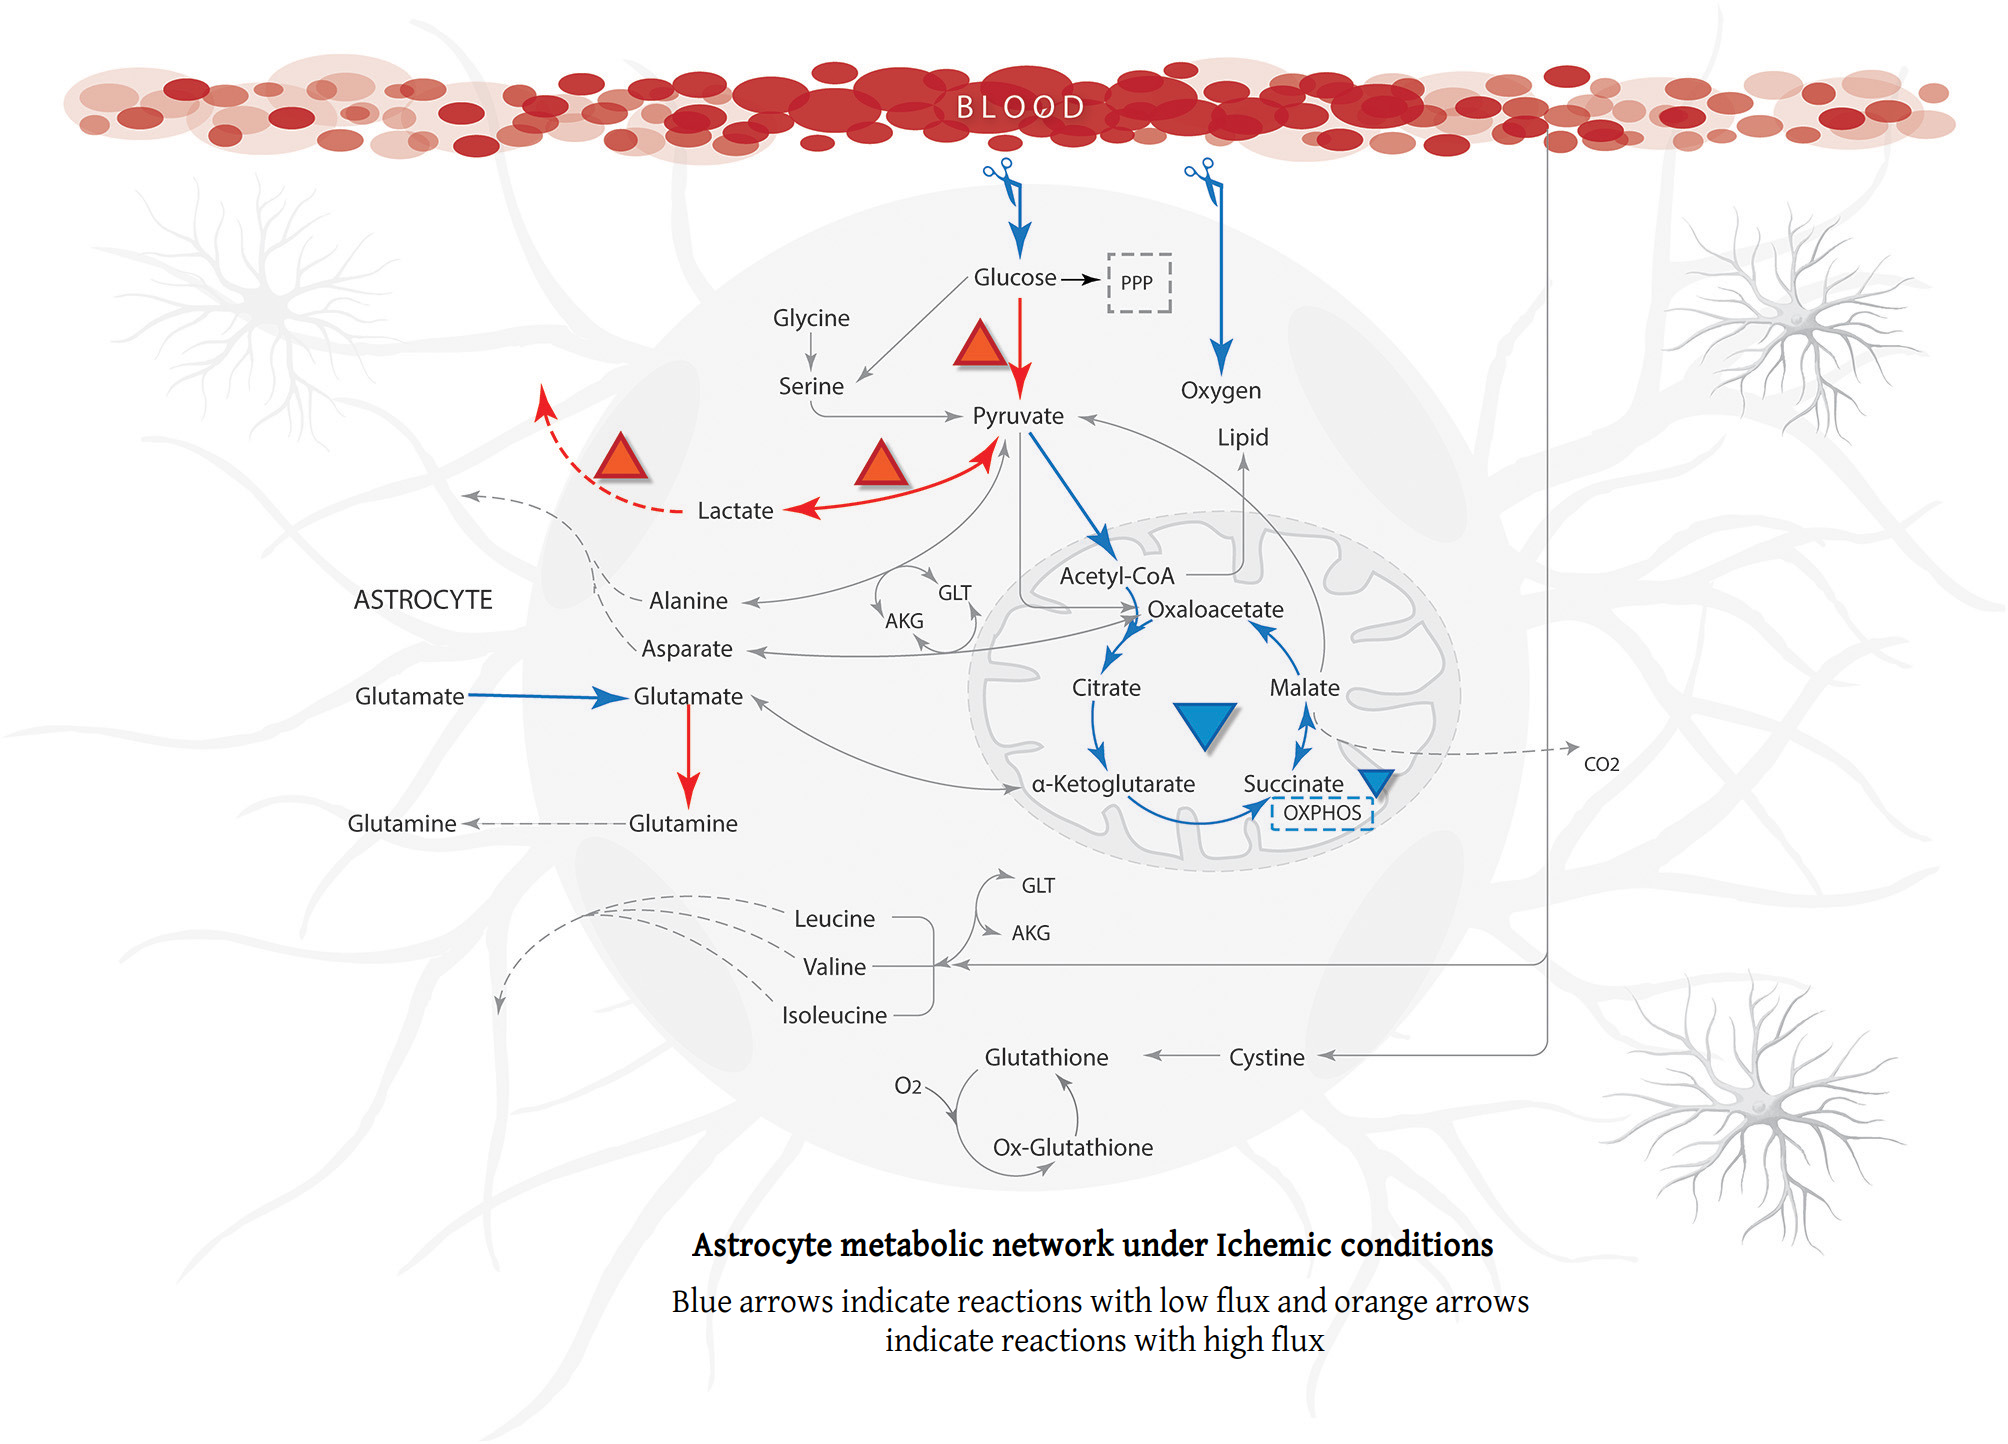 BLOOD
Glucose
PPP
Glycine
Serine
Oxygen
Pyruvate
Lipid
Lactate
Acetyl-CoA
GLT
Alanine
ASTROCYTE
Oxaloacetate
AKG
Asparate
Glutamate
Glutamate
Citrate
Malate
CO2
α-Ketoglutarate
Succinate
OXPHOS
Glutamine
Glutamine
GLT
Leucine
AKG
Valine
Isoleucine
Glutathione
Cystine
O2
Ox-Glutathione
Astrocyte metabolic network under Ichemic conditions
Blue arrows indicate reactions with low flux and orange arrows
indicate reactions with high flux